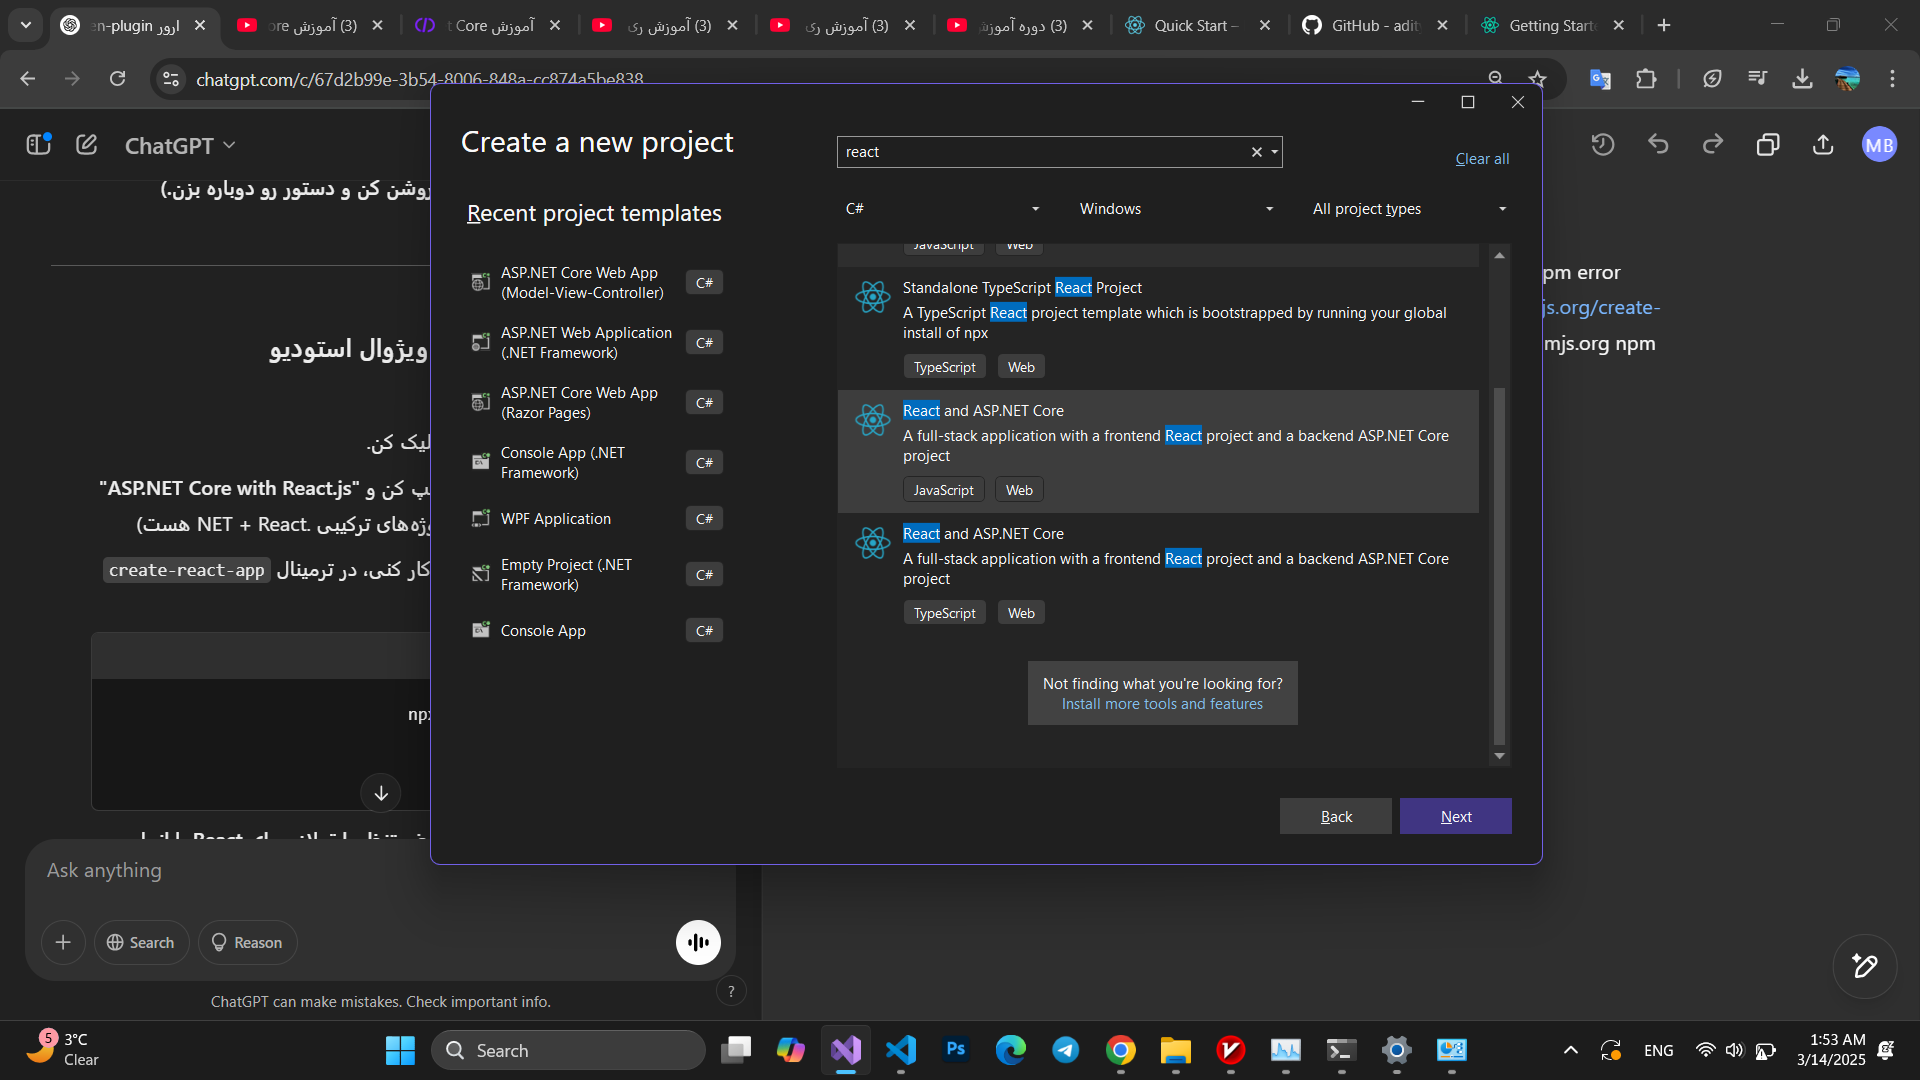 ارور en-plugin
(3) آموزش ore
آموزش t Core
(3) آموزش ری
(3) آموزش ری
(3) دوره آموزش
Quick Start –
GitHub - adit
Getting Starte
chatgpt.com/c/67d2b99e-3b54-8006-848a-cc874a5be838
ChatGPT
MB
روشن کن و دستور رو دوباره بزن.)
ویژوال استودیو
لیک کن.
پ کن و "ASP.NET Core with React.js"
وژه‌های ترکیبی .NET + React هست)
کار کنی، در ترمینال create-react-app
npx
Ask anything
Search
Reason
ChatGPT can make mistakes. Check important info.
?
pm error
js.org/create-
mjs.org npm
Create a new project
react
Clear all
C#
Windows
All project types
Recent project templates
ASP.NET Core Web App (Model-View-Controller)
C#
ASP.NET Web Application (.NET Framework)
C#
ASP.NET Core Web App (Razor Pages)
C#
Console App (.NET Framework)
C#
WPF Application
C#
Empty Project (.NET Framework)
C#
Console App
C#
JavaScript
Web
Standalone TypeScript React Project
A TypeScript React project template which is bootstrapped by running your global
install of npx
TypeScript
Web
React and ASP.NET Core
A full-stack application with a frontend React project and a backend ASP.NET Core
project
JavaScript
Web
React and ASP.NET Core
A full-stack application with a frontend React project and a backend ASP.NET Core
project
TypeScript
Web
Not finding what you're looking for?
Install more tools and features
Back
Next
5
3°C
Clear
Search
Ps
ENG
1:53 AM
3/14/2025